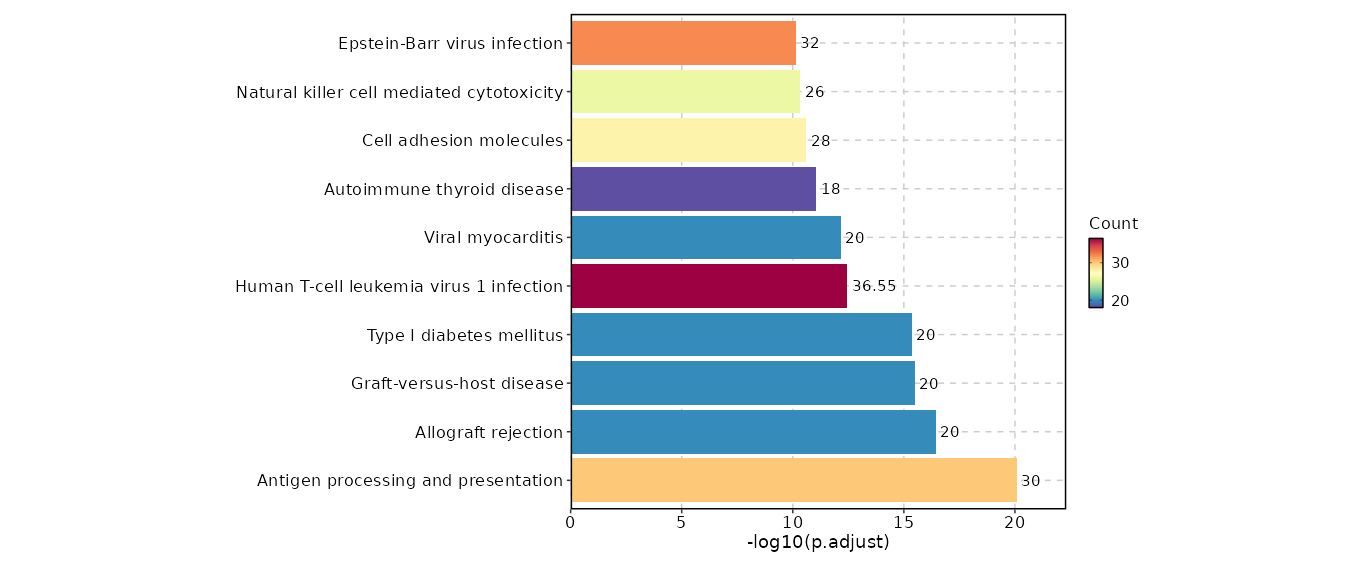 Epstein-Barr virus infection 32
Natural killer cell mediated cytotoxicity 26
Cell adhesion molecules 28
Autoimmune thyroid disease 18
Viral myocarditis 20
Human T-cell leukemia virus 1 infection 36.55
Type I diabetes mellitus 20
Graft-versus-host disease 20
Allograft rejection 20
Antigen processing and presentation 30
0 5 10 15 20
-log10(p.adjust)
Count
30
20